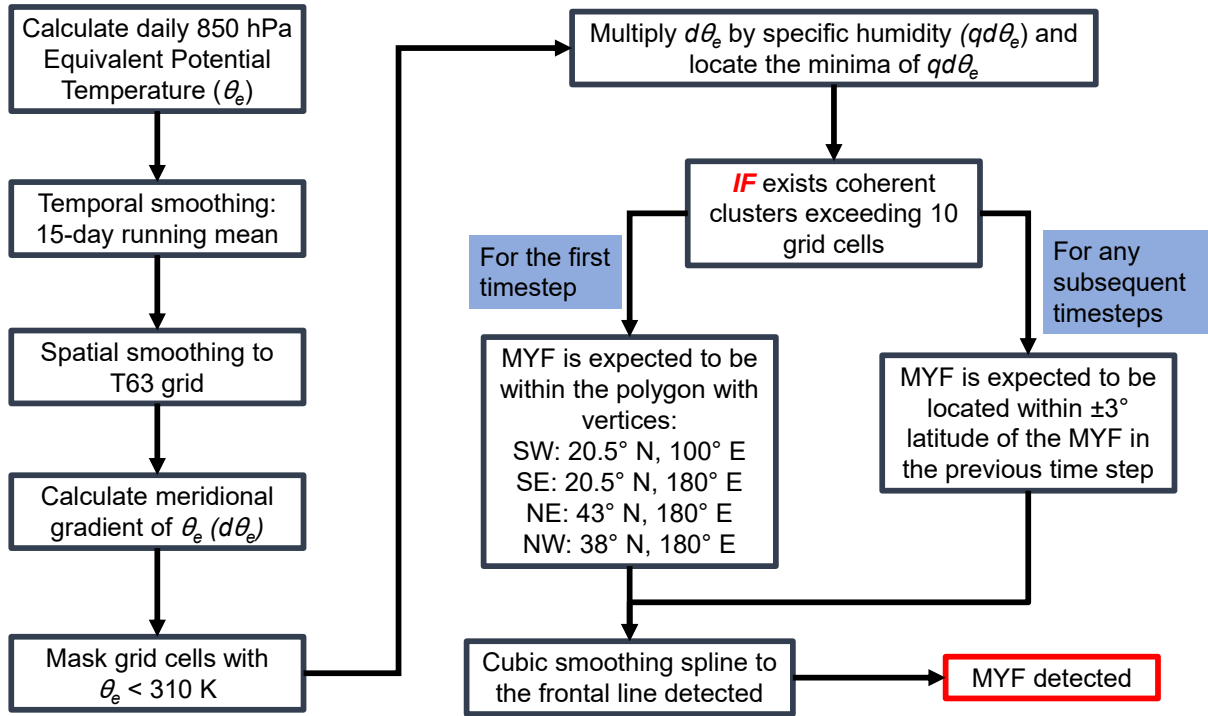 Calculate daily 850 hPa
Equivalent Potential
Temperature (θe)
Temporal smoothing:
15-day running mean
Spatial smoothing to
T63 grid
Calculate meridional
gradient of θe (dθe)
Mask grid cells with
θe < 310 K
Multiply dθe by specific humidity (qdθe) and
locate the minima of qdθe
IF exists coherent
clusters exceeding 10
grid cells
For the first
timestep
For any
subsequent
timesteps
MYF is expected to be
within the polygon with
vertices:
SW: 20.5° N, 100° E
SE: 20.5° N, 180° E
NE: 43° N, 180° E
NW: 38° N, 180° E
MYF is expected to be
located within ±3°
latitude of the MYF in
the previous time step
Cubic smoothing spline to
the frontal line detected
MYF detected